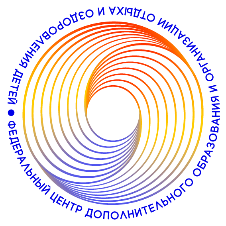 ФЕДЕРАЛЬНЫЙ ЦЕНТР ДОПОЛНИТЕЛЬНОГО ОБРАЗОВАНИЯ И ОРГАНИЗАЦИИ ОТДЫХА И ОЗДОРОВЛЕНИЯ ДЕТЕЙ